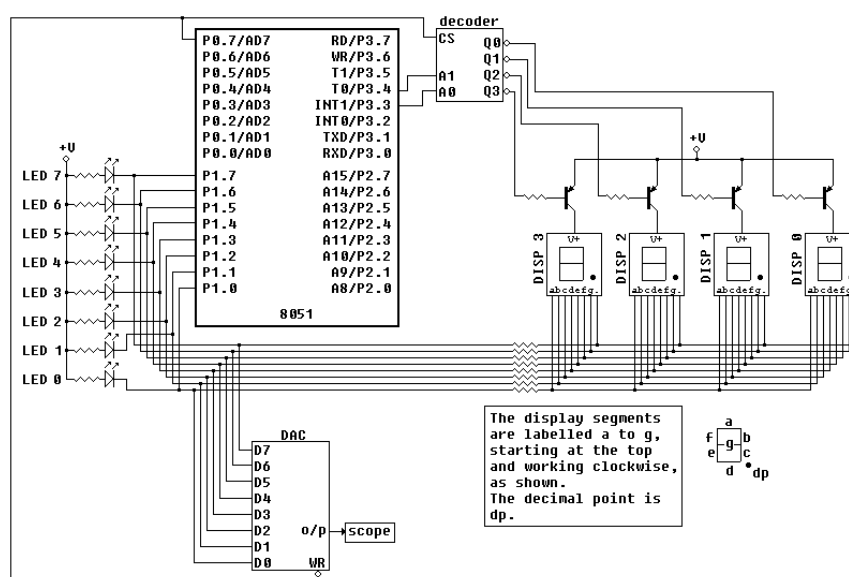 decoder
CS
Q0
Q1
A1 Q2
A0 Q3
P0.7/AD7 RD/P3.7
P0.6/AD6 WR/P3.6
P0.5/AD5 T1/P3.5
P0.4/AD4 T0/P3.4
P0.3/AD3 INT1/P3.3
P0.2/AD2 INT0/P3.2
P0.1/AD1 TXD/P3.1
P0.0/AD0 RXD/P3.0
P1.7 A15/P2.7
P1.6 A14/P2.6
P1.5 A13/P2.5
P1.4 A12/P2.4
P1.3 A11/P2.3
P1.2 A10/P2.2
P1.1 A9/P2.1
P1.0 A8/P2.0
8051
+V
LED 7
LED 6
LED 5
LED 4
LED 3
LED 2
LED 1
LED 0
+V
DISP 3
V+
abcdefg.
DISP 2
V+
abcdefg.
DISP 1
V+
abcdefg.
DISP 0
V+
abcdefg.
DAC
D7
D6
D5
D4
D3
D2 o/p
D1
D0 WR
scope
The display segments
are labelled a to g,
starting at the top
and working clockwise,
as shown.
The decimal point is
dp.
a
f g b
e c
d dp